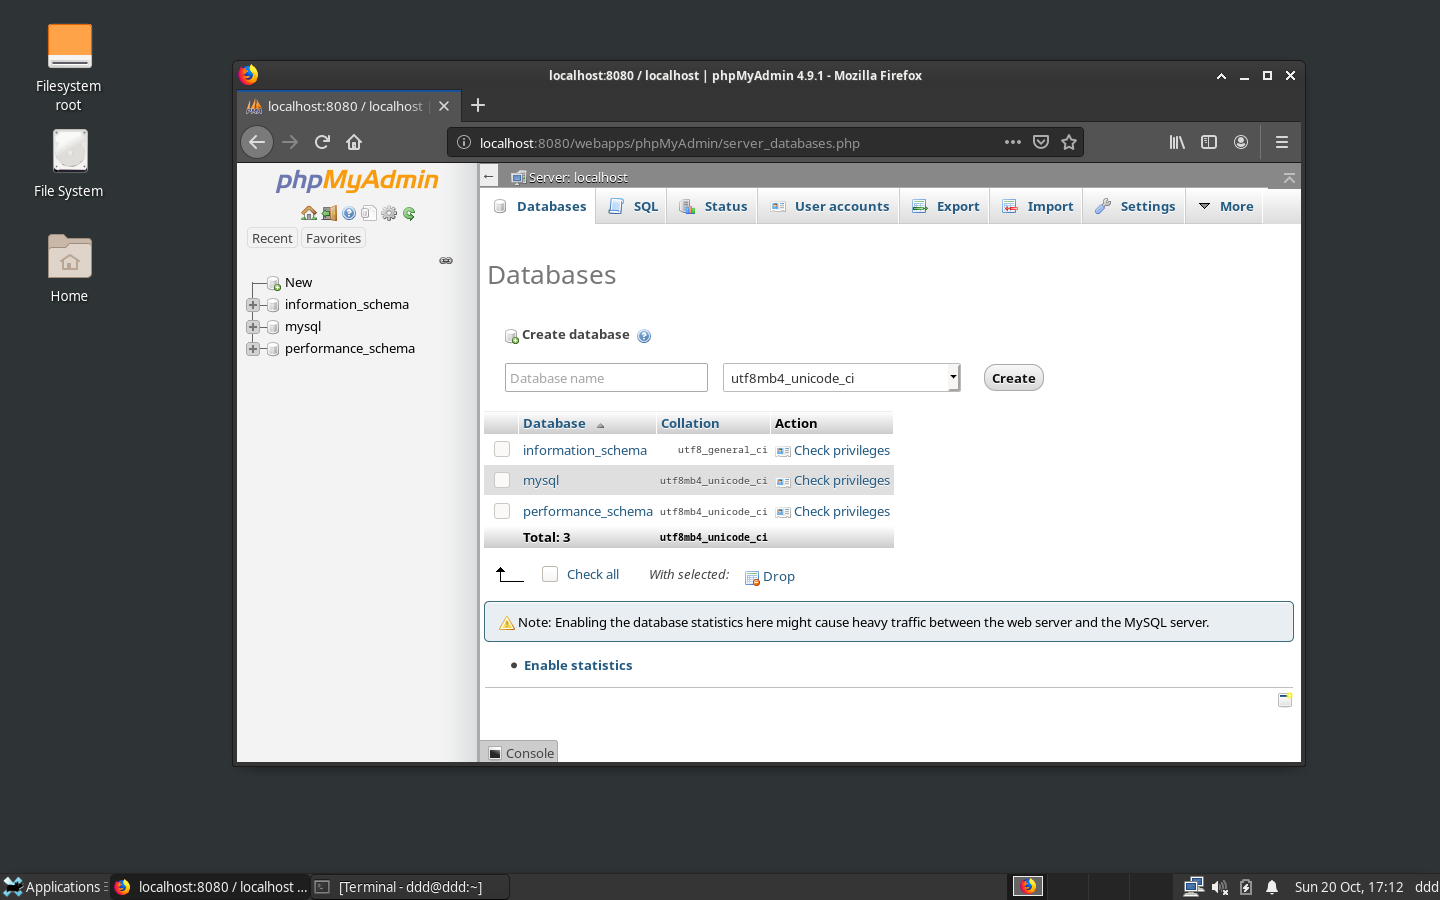 Filesystem
root
File System
Home
localhost:8080 / localhost | phpMyAdmin 4.9.1 - Mozilla Firefox
localhost:8080 / localhost |
localhost:8080/webapps/phpMyAdmin/server_databases.php
phpMyAdmin
Recent Favorites
New
information_schema
mysql
performance_schema
Server: localhost
Databases SQL Status User accounts Export Import Settings More
Databases
Create database
Database name utf8mb4_unicode_ci Create
Database Collation Action
information_schema utf8_general_ci Check privileges
mysql utf8mb4_unicode_ci Check privileges
performance_schema utf8mb4_unicode_ci Check privileges
Total: 3 utf8mb4_unicode_ci
Check all With selected: Drop
Note: Enabling the database statistics here might cause heavy traffic between the web server and the MySQL server.
Enable statistics
Console
Applications localhost:8080 / localhost ... [Terminal - ddd@ddd:~] Sun 20 Oct, 17:12 ddd